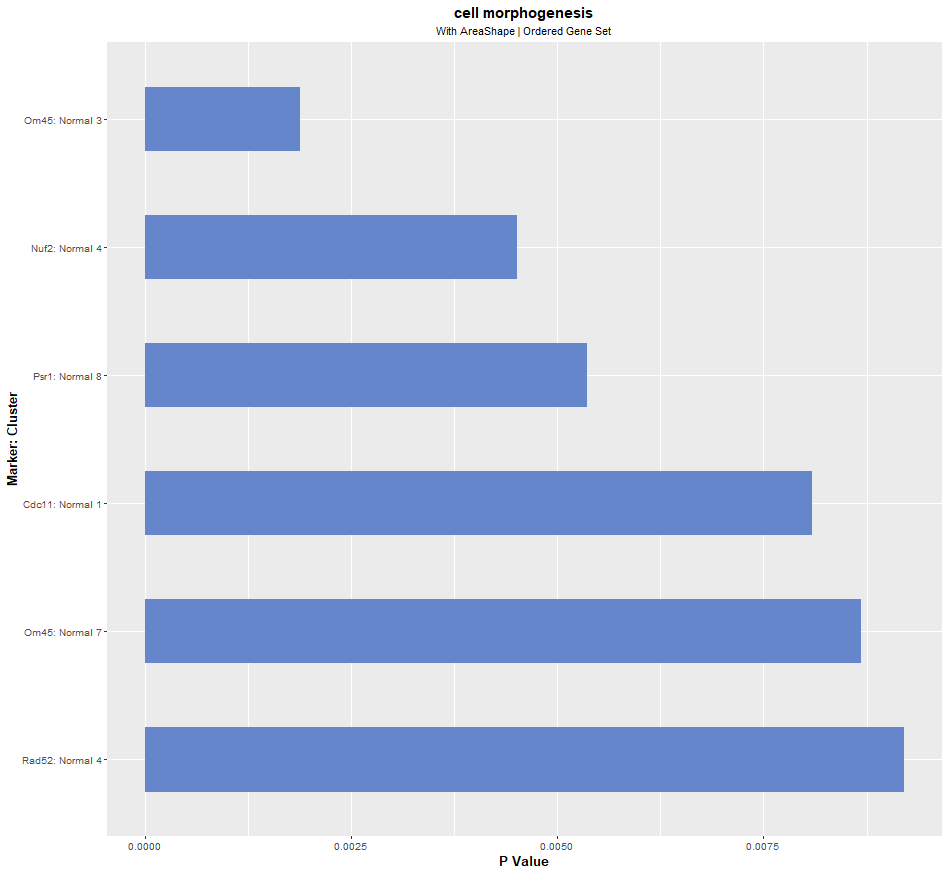 cell morphogenesis
With AreaShape | Ordered Gene Set
Marker: Cluster
Om45: Normal 3
Nuf2: Normal 4
Psr1: Normal 8
Cdc11: Normal 1
Om45: Normal 7
Rad52: Normal 4
0.0000 0.0025 0.0050 0.0075
P Value